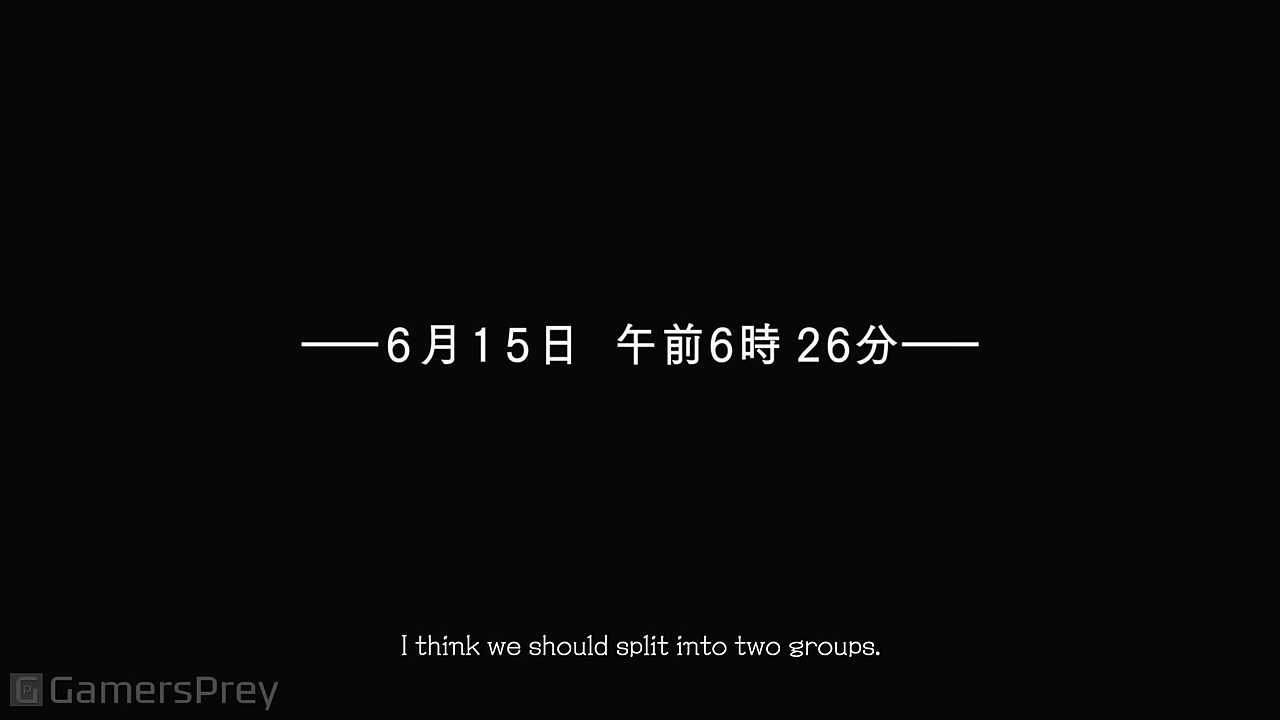 ――6月15日　午前6時 26分――
I think we should split into two groups.
GamersPrey